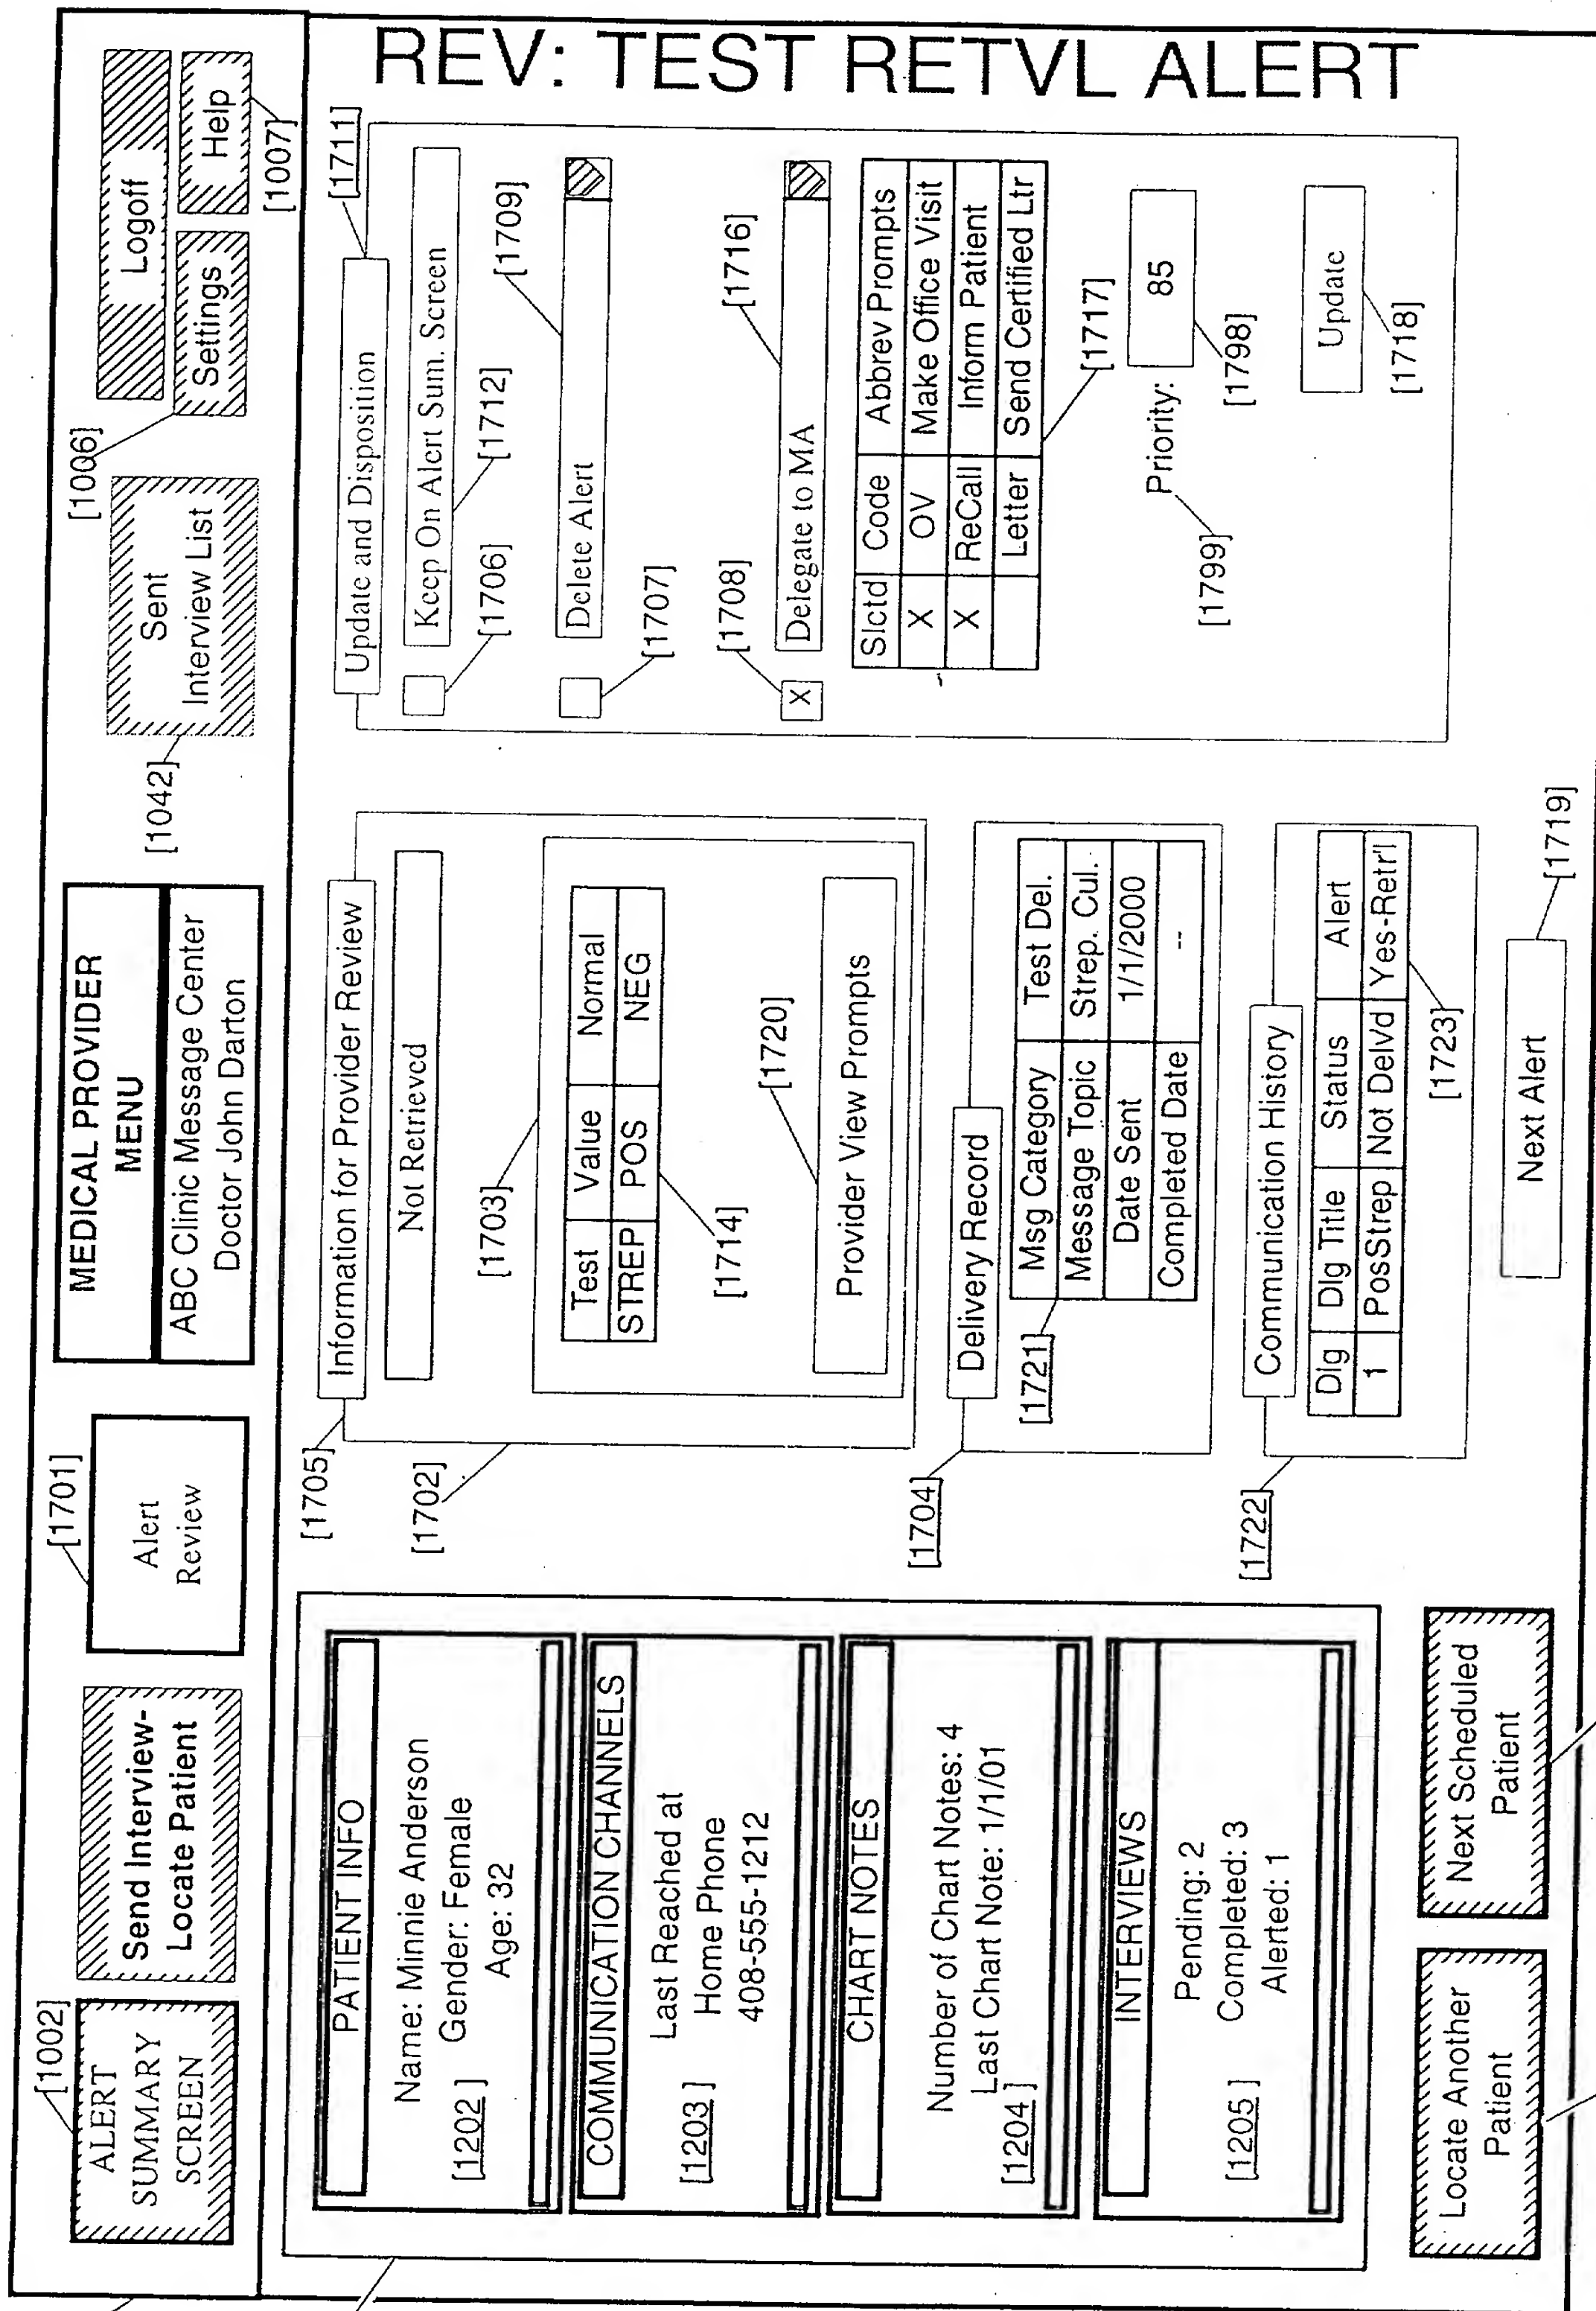 [1002]
ALERT
SUMMARY
SCREEN
Send Interview-
Locate Patient
[1701]
Alert
Review
MEDICAL PROVIDER
MENU
ABC Clinic Message Center
Doctor John Darton
[1042]
Sent
Interview List
[1006]
Logoff
Settings
Help
[1007]
PATIENT INFO
Name: Minnie Anderson
Gender: Female
Age: 32
[1202]
COMMUNICATION CHANNELS
Last Reached at
Home Phone
408-555-1212
[1203]
CHART NOTES
Number of Chart Notes: 4
Last Chart Note: 1/1/01
[1204]
INTERVIEWS
Pending: 2
Completed: 3
Alerted: 1
[1205]
Locate Another
Patient
Next Scheduled
Patient
[1705]
Information for Provider Review
[1702]
Not Retrieved
[1703]
Test Value Normal
STREP POS NEG
[1714]
[1720]
Provider View Prompts
[1704]
Delivery Record
[1721]
Msg Category Test Del.
Message Topic Strep. Cul.
Date Sent 1/1/2000
Completed Date --
[1722]
Communication History
Dlg Dlg Title Status Alert
1 PosStrep Not Delvd Yes-Retr'l
[1723]
Next Alert
[1719]
[1711]
Update and Disposition
Keep On Alert Sum. Screen
[1706]
[1712]
[1709]
Delete Alert
[1707]
[1708]
[1716]
X Delegate to MA
Slctd Code Abbrev Prompts
X OV Make Office Visit
X ReCall Inform Patient
Letter Send Certified Ltr
[1717]
Priority: 85
[1799]
[1798]
Update
[1718]
REV: TEST RETVL ALERT